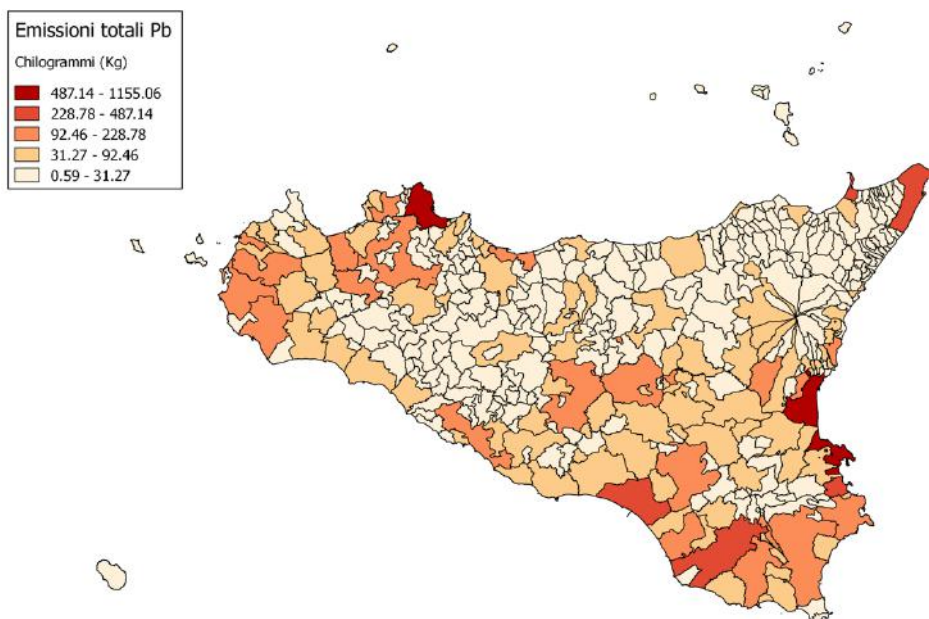 Emissioni totali Pb
Chilogrammi (Kg)
487.14 - 1155.06
228.78 - 487.14
92.46 - 228.78
31.27 - 92.46
0.59 - 31.27